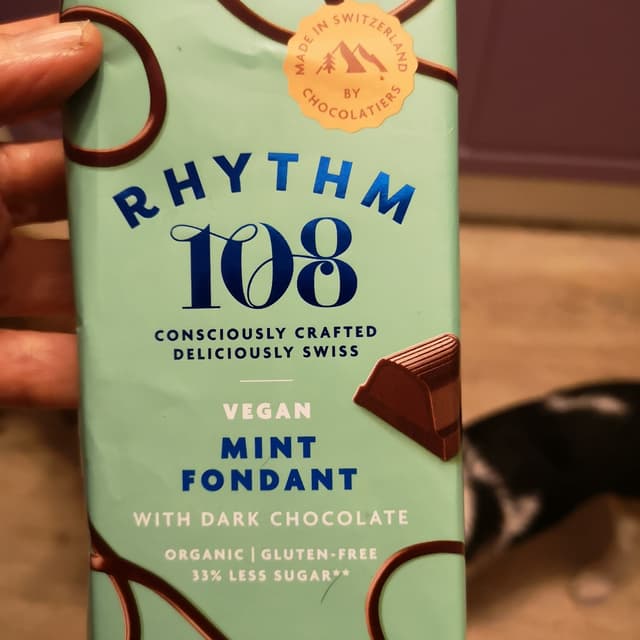 MADE IN SWITZERLAND
BY
CHOCOLATIERS
RHYTHM
108
CONSCIOUSLY CRAFTED
DELICIOUSLY SWISS
VEGAN
MINT
FONDANT
WITH DARK CHOCOLATE
ORGANIC | GLUTEN-FREE
33% LESS SUGAR**